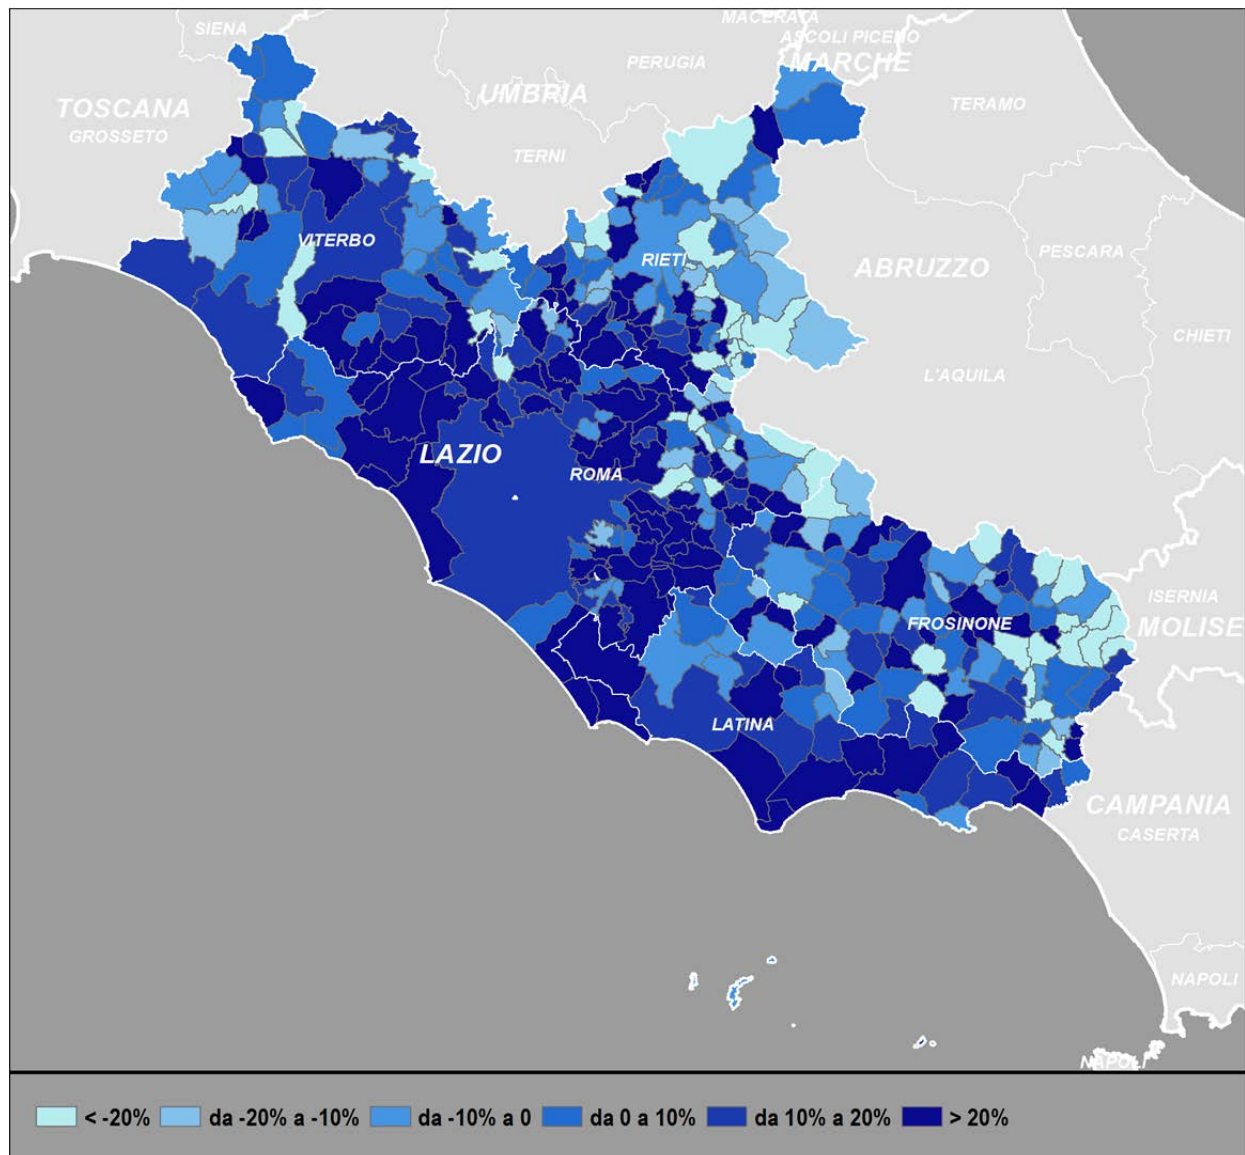 MACERATA
SIENA
ASCOLI PICENO
PERUGIA
MARCHE
UMBRIA
TOSCANA
TERAMO
GROSSETO
TERNI
VITERBO
RIETI
PESCARA
ABRUZZO
CHIETI
L'AQUILA
LAZIO
ROMA
ISERNIA
FROSINONE
MOLISE
LATINA
CAMPANIA
CASERTA
NAPOLI
NAPOLI
< -20% da -20% a -10% da -10% a 0 da 0 a 10% da 10% a 20% > 20%